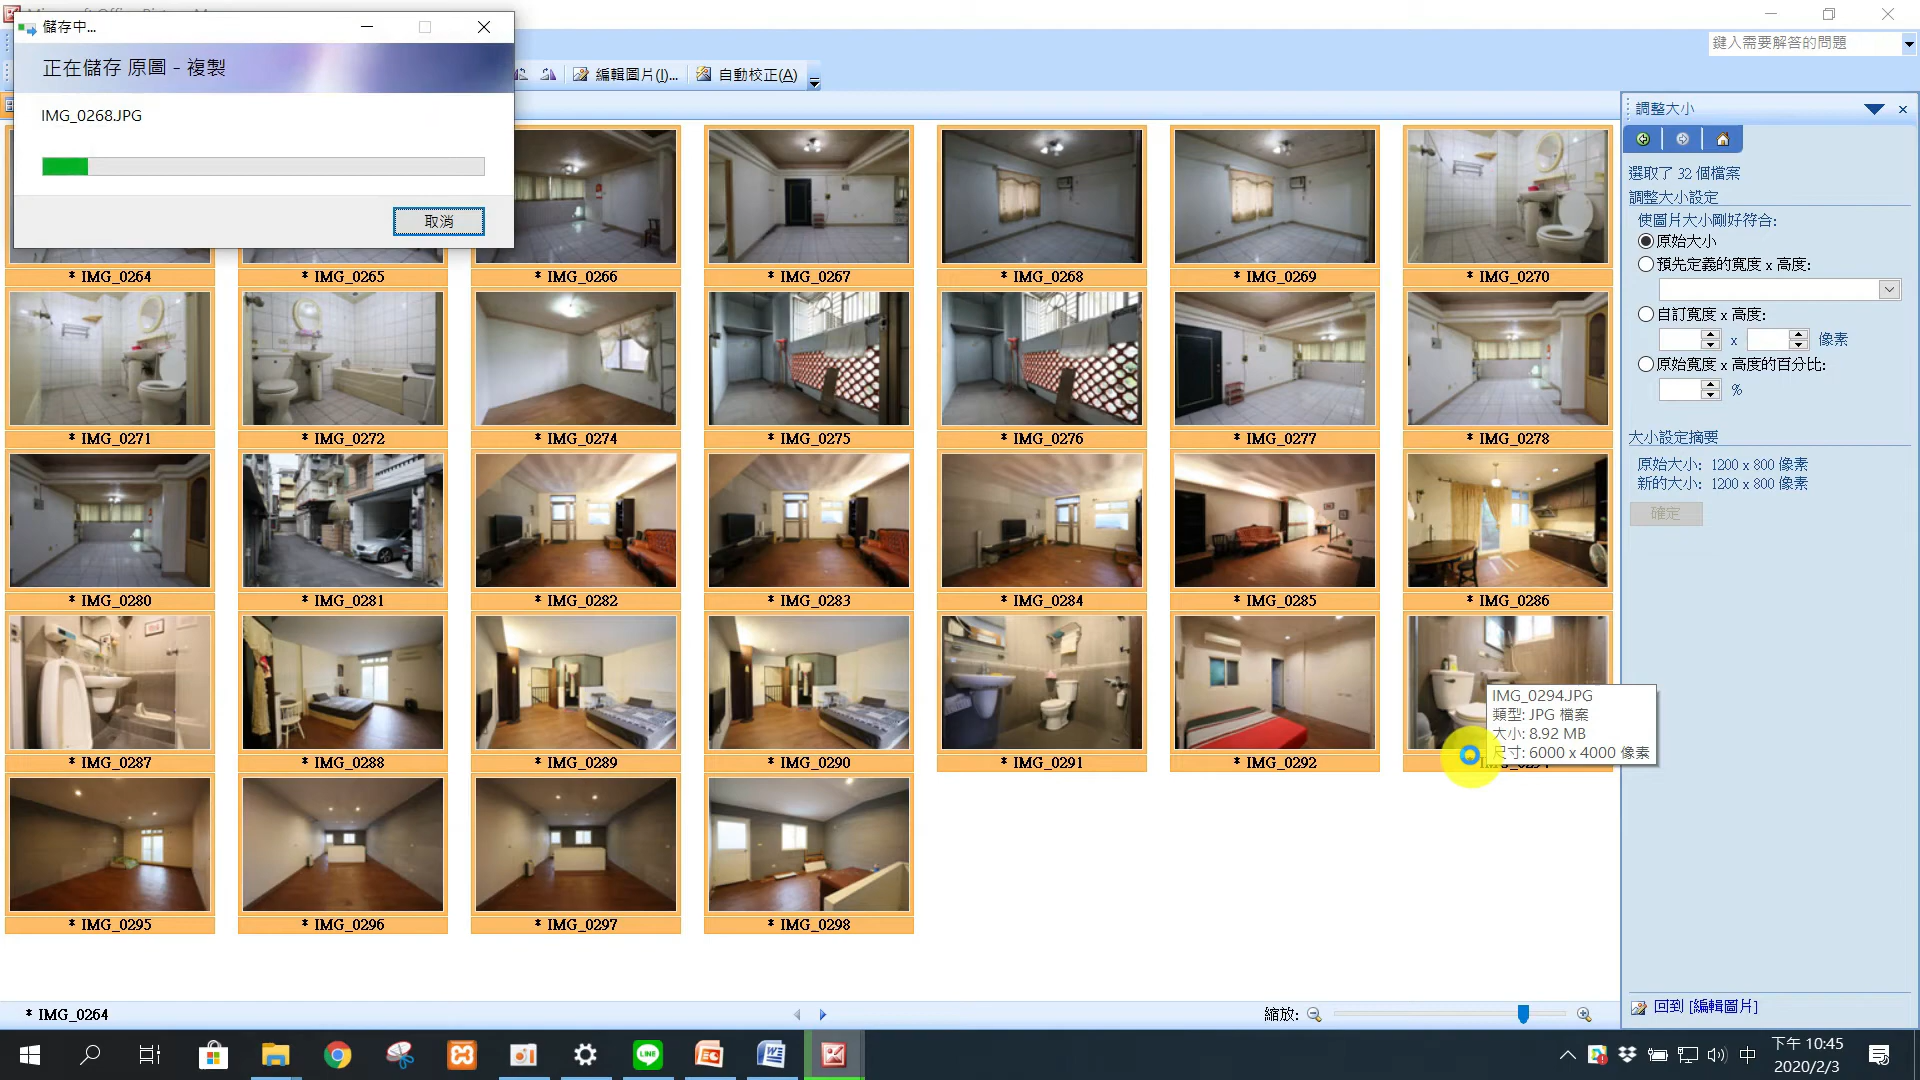 儲存中...
正在儲存 原圖 - 複製
IMG_0268.JPG
取消
編輯圖片(I)...
自動校正(A)
鍵入需要解答的問題
* IMG_0264
* IMG_0265
* IMG_0266
* IMG_0267
* IMG_0268
* IMG_0269
* IMG_0270
* IMG_0271
* IMG_0272
* IMG_0274
* IMG_0275
* IMG_0276
* IMG_0277
* IMG_0278
* IMG_0280
* IMG_0281
* IMG_0282
* IMG_0283
* IMG_0284
* IMG_0285
* IMG_0286
* IMG_0287
* IMG_0288
* IMG_0289
* IMG_0290
* IMG_0291
* IMG_0292
IMG_0294.JPG
類型: JPG 檔案
大小: 8.92 MB
尺寸: 6000 x 4000 像素
* IMG_0295
* IMG_0296
* IMG_0297
* IMG_0298
調整大小
選取了 32 個檔案
調整大小設定
使圖片大小剛好符合:
原始大小
預先定義的寬度 x 高度:
自訂寬度 x 高度:
x 像素
原始寬度 x 高度的百分比:
%
大小設定摘要
原始大小: 1200 x 800 像素
新的大小: 1200 x 800 像素
確定
回到 [編輯圖片]
* IMG_0264
縮放:
LINE
中
下午 10:45
2020/2/3